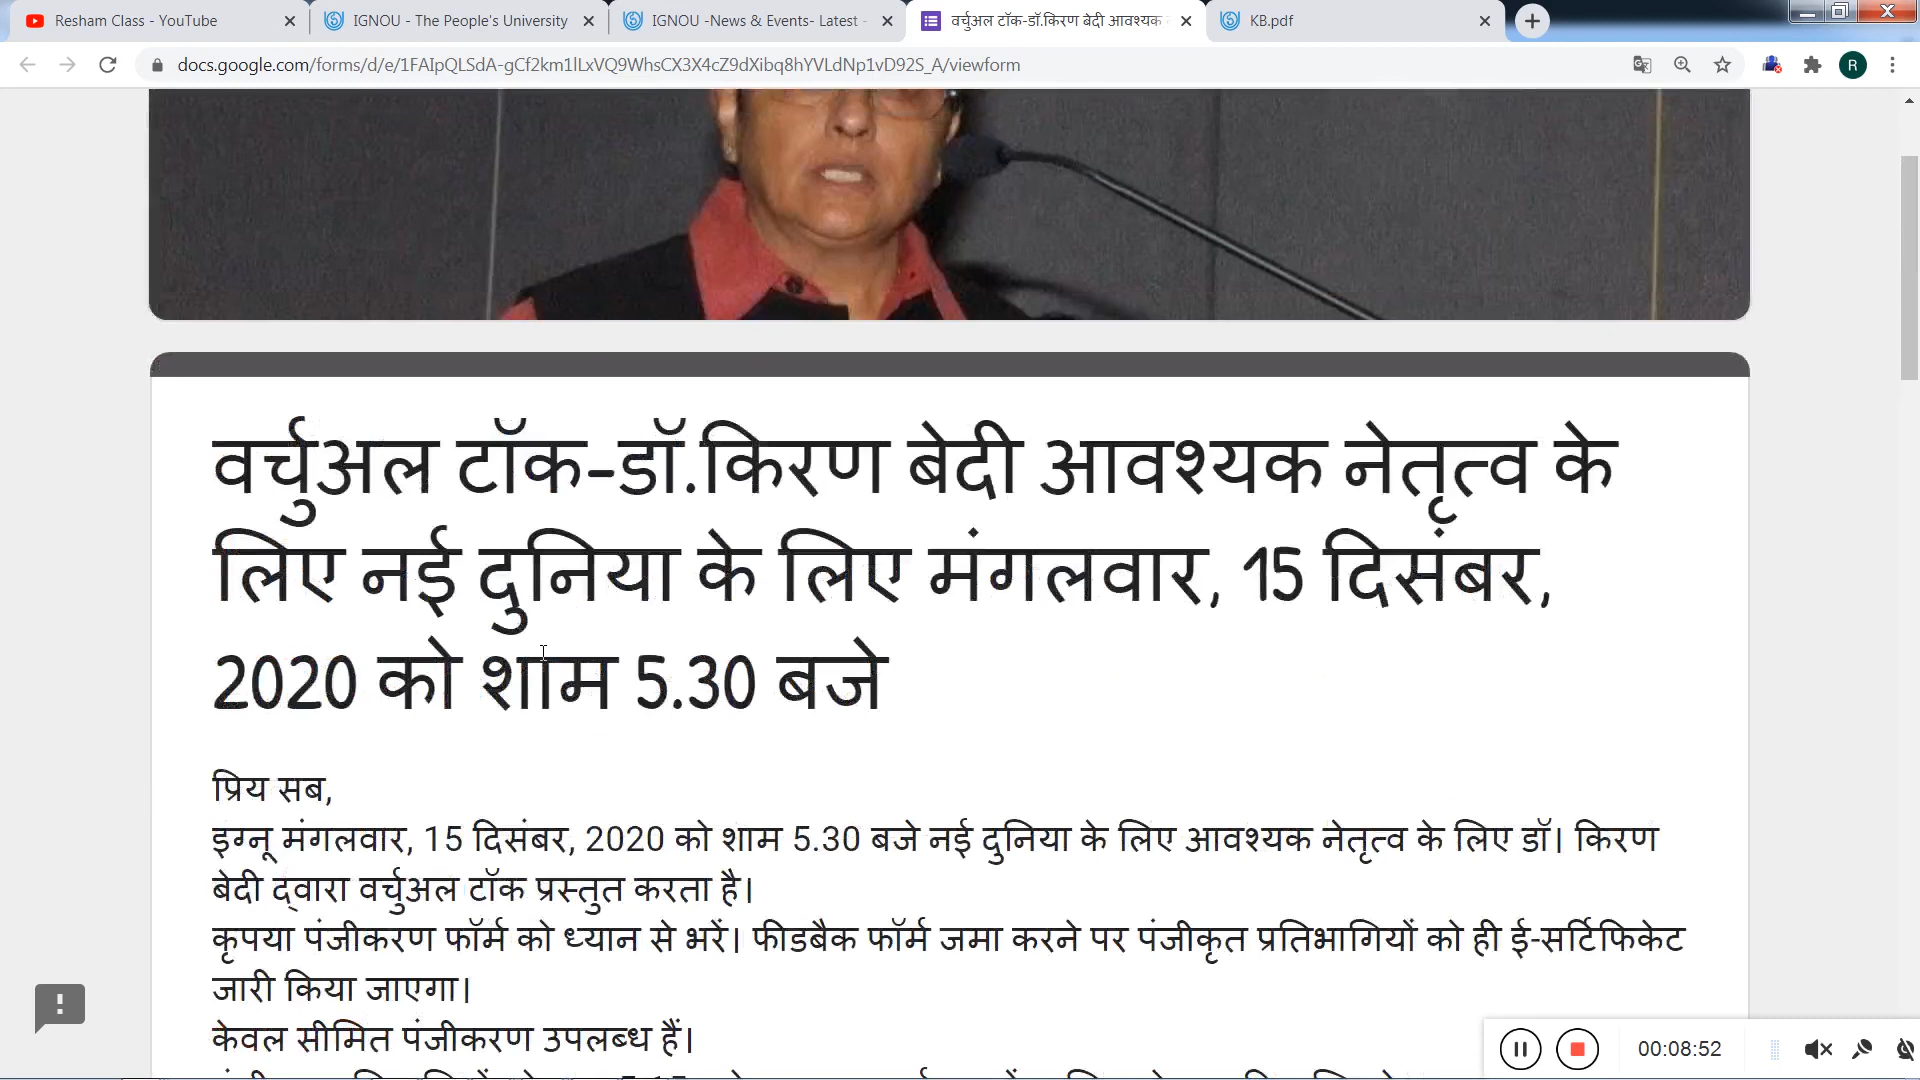 Resham Class - YouTube
IGNOU - The People's University
IGNOU -News & Events- Latest -
वर्चुअल टॉक-डॉ.किरण बेदी आवश्यक
KB.pdf
docs.google.com/forms/d/e/1FAIpQLSdA-gCf2km1lLxVQ9WhsCX3X4cZ9dXibq8hYVLdNp1vD92S_A/viewform
R
वर्चुअल टॉक-डॉ.किरण बेदी आवश्यक नेतृत्व के
लिए नई दुनिया के लिए मंगलवार, 15 दिसंबर,
2020 को शाम 5.30 बजे
प्रिय सब,
इग्नू मंगलवार, 15 दिसंबर, 2020 को शाम 5.30 बजे नई दुनिया के लिए आवश्यक नेतृत्व के लिए डॉ। किरण
बेदी द्वारा वर्चुअल टॉक प्रस्तुत करता है।
कृपया पंजीकरण फॉर्म को ध्यान से भरें। फीडबैक फॉर्म जमा करने पर पंजीकृत प्रतिभागियों को ही ई-सर्टिफिकेट
जारी किया जाएगा।
केवल सीमित पंजीकरण उपलब्ध हैं।
00:08:52